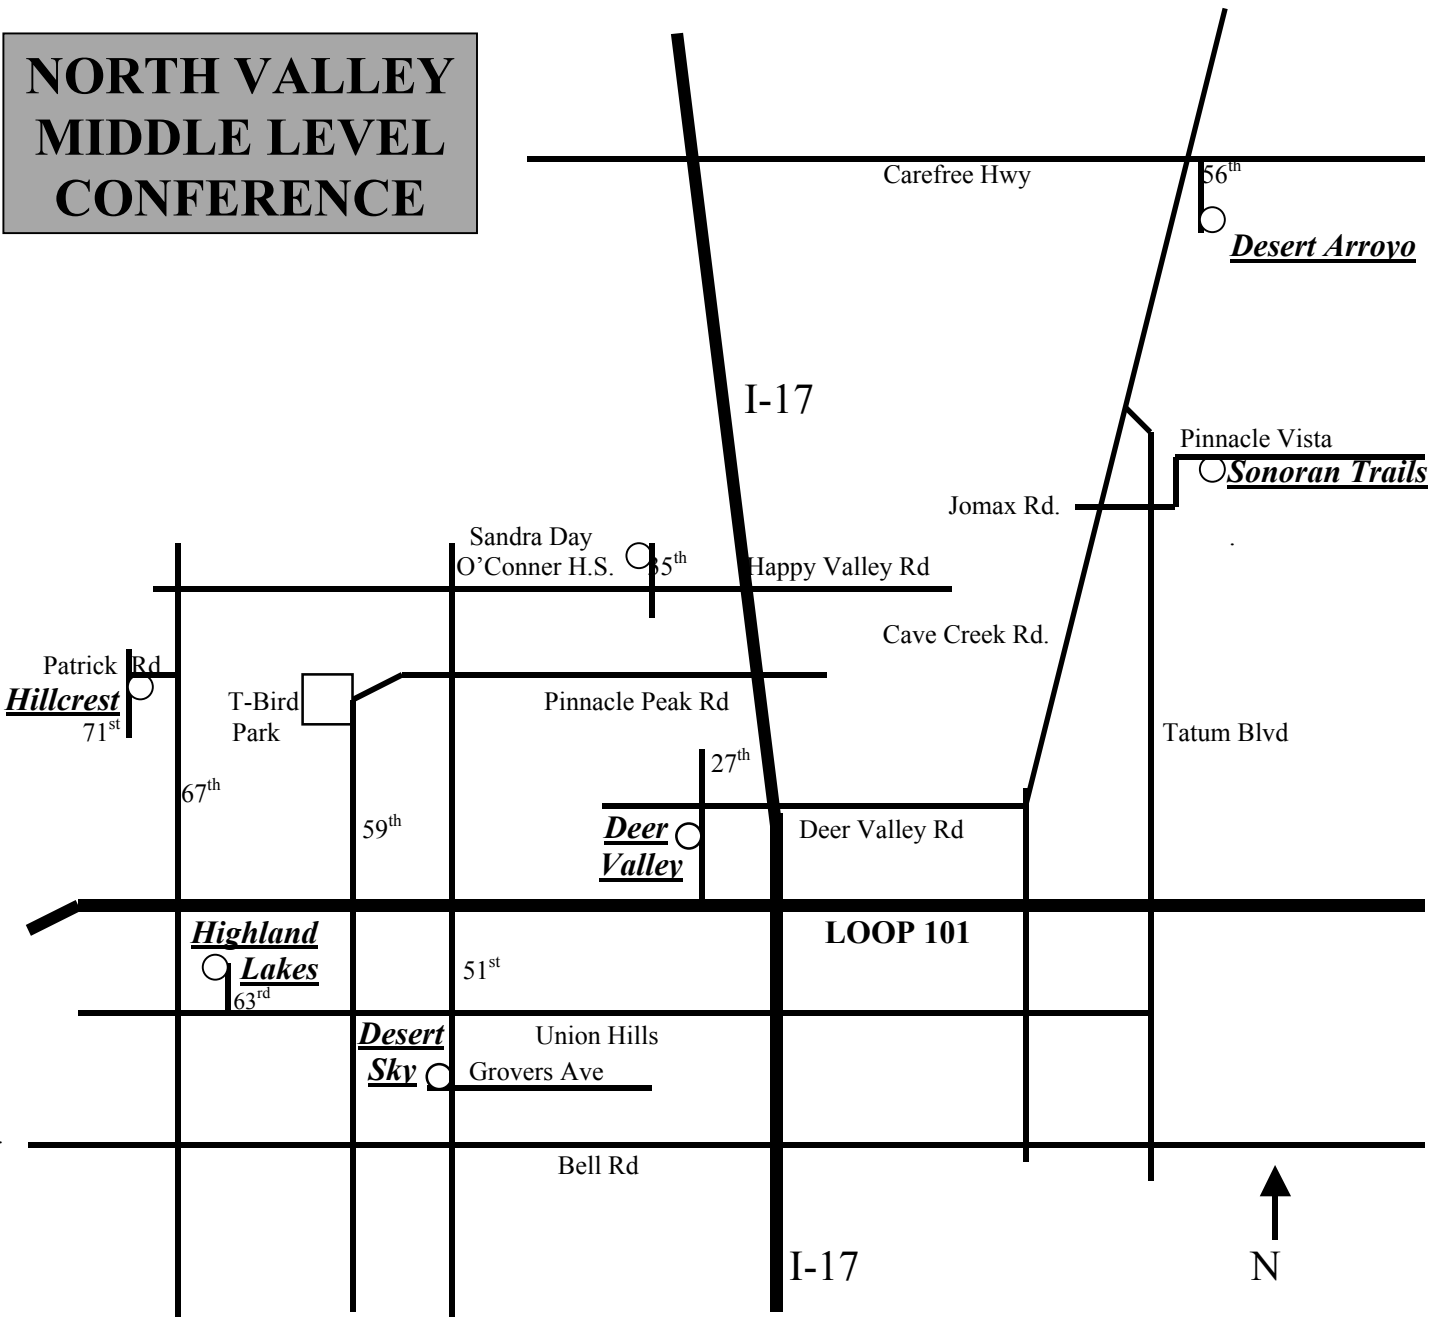 NORTH VALLEY
MIDDLE LEVEL
CONFERENCE
Carefree Hwy
56th
Desert Arroyo
I-17
Pinnacle Vista
Sonoran Trails
Jomax Rd.
Sandra Day
O’Conner H.S.
35th
Happy Valley Rd
Cave Creek Rd.
Patrick Rd
Hillcrest
71st
T-Bird
Park
Pinnacle Peak Rd
Tatum Blvd
27th
67th
59th
Deer
Valley
Deer Valley Rd
Highland
Lakes
LOOP 101
51st
63rd
Desert
Sky
Union Hills
Grovers Ave
Bell Rd
I-17
N